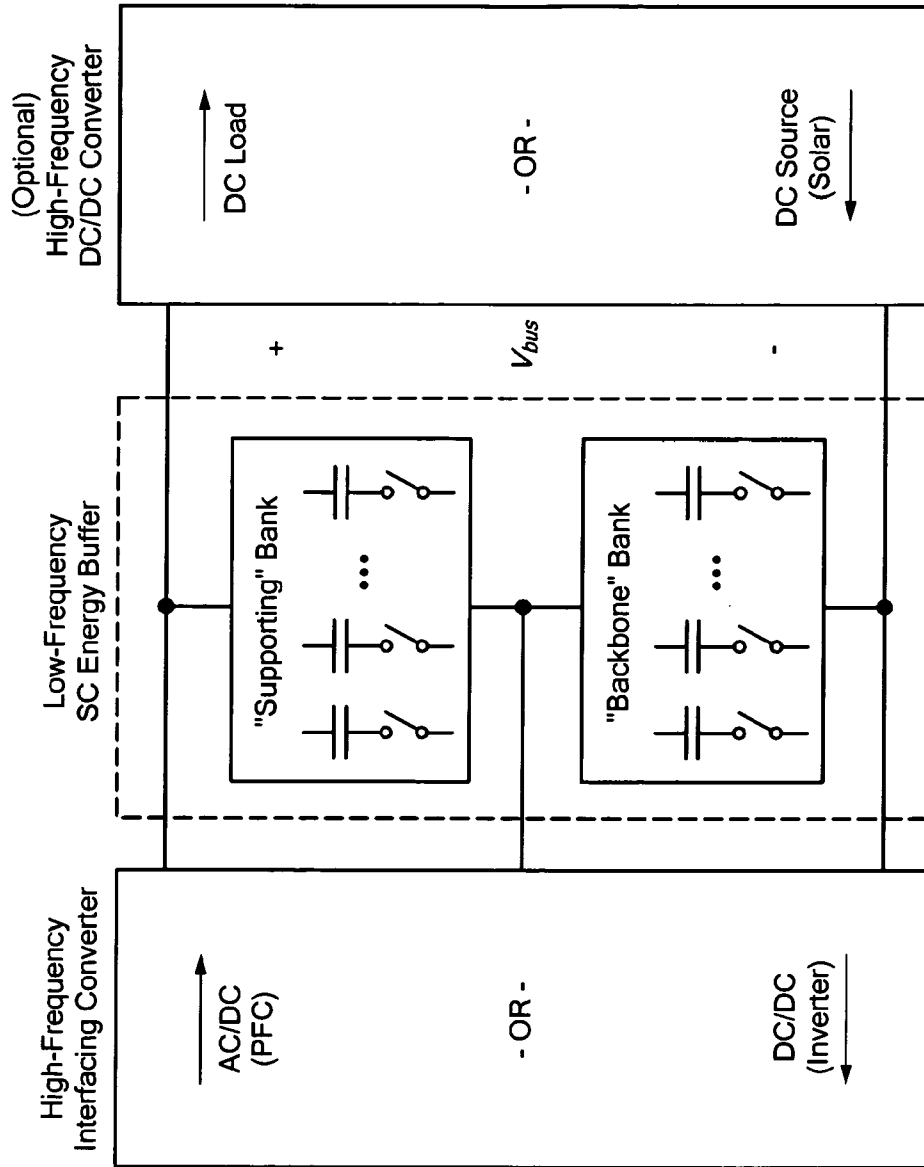 High-Frequency
Interfacing Converter
AC/DC
(PFC)
- OR -
DC/DC
(Inverter)
Low-Frequency
SC Energy Buffer
"Supporting" Bank
•••
"Backbone" Bank
•••
+
Vbus
-
(Optional)
High-Frequency
DC/DC Converter
DC Load
- OR -
DC Source
(Solar)